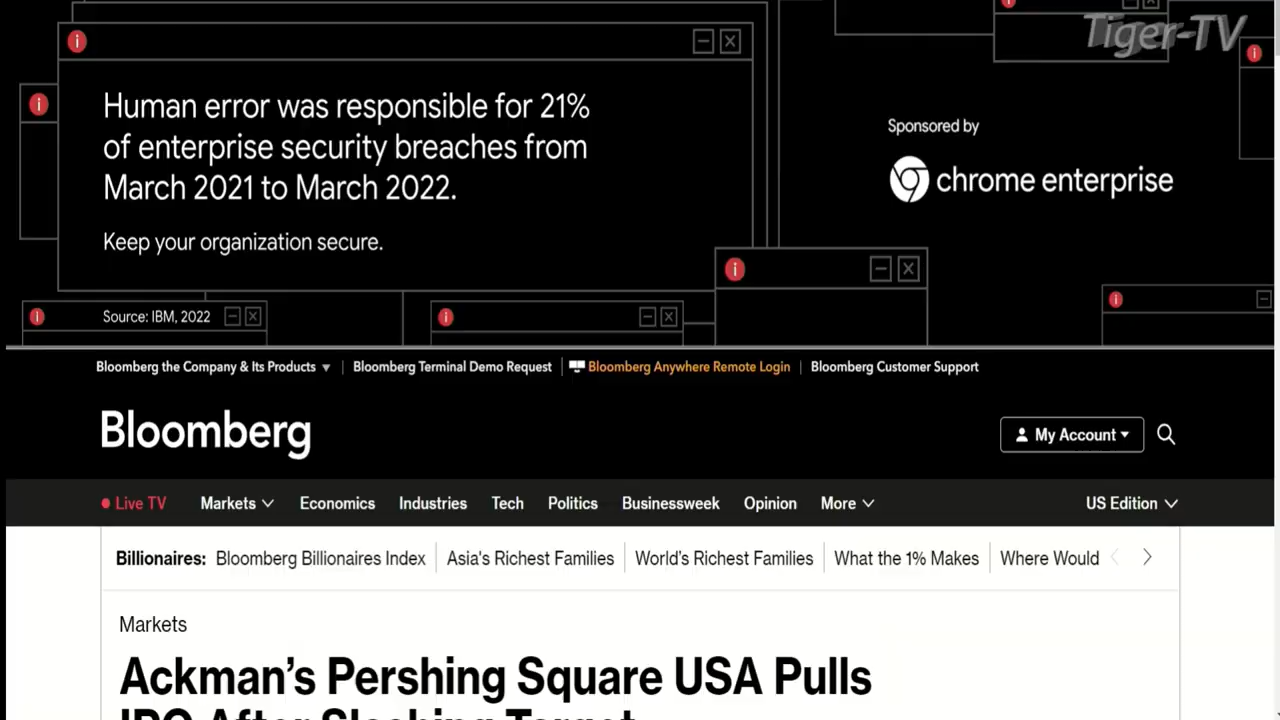 Tiger-TV
Human error was responsible for 21%
of enterprise security breaches from
March 2021 to March 2022.
Keep your organization secure.
Sponsored by
chrome enterprise
Source: IBM, 2022
Bloomberg the Company & Its Products
Bloomberg Terminal Demo Request
Bloomberg Anywhere Remote Login
Bloomberg Customer Support
Bloomberg
My Account
Live TV
Markets
Economics
Industries
Tech
Politics
Businessweek
Opinion
More
US Edition
Billionaires:
Bloomberg Billionaires Index
Asia's Richest Families
World's Richest Families
What the 1% Makes
Where Would
Markets
Ackman’s Pershing Square USA Pulls
IPO After Slashing Target